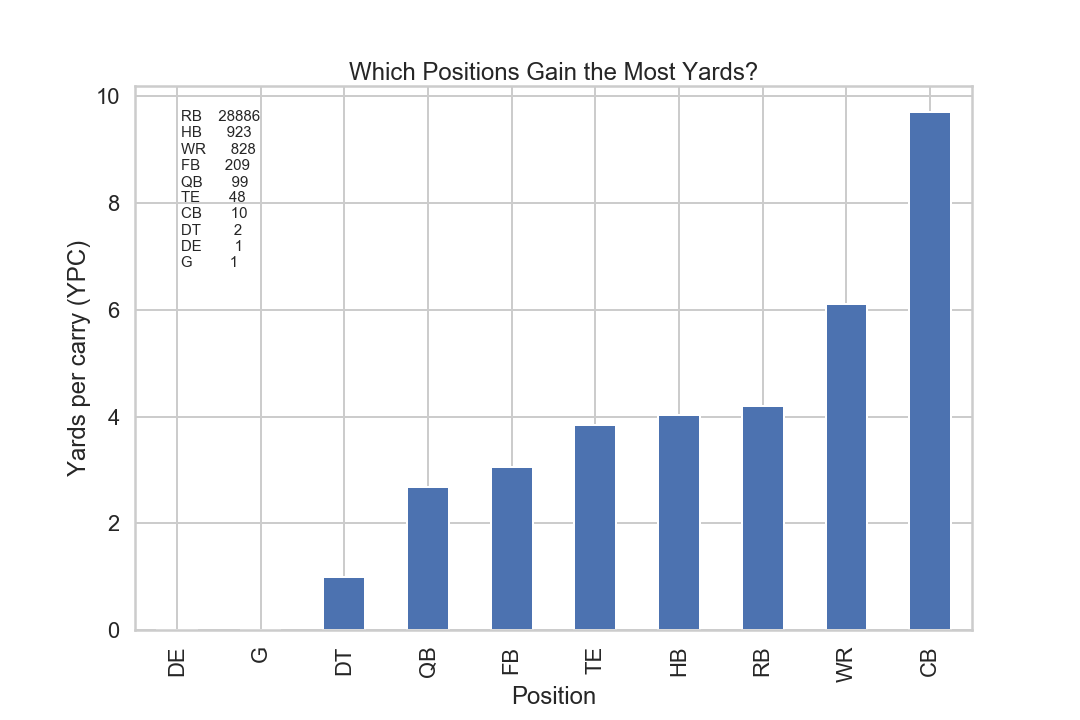 Which Positions Gain the Most Yards?
10
8
6
4
2
0
Yards per carry (YPC)
RB 28886
HB 923
WR 828
FB 209
QB 99
TE 48
CB 10
DT 2
DE 1
G 1
DE G DT QB FB TE HB RB WR CB
Position